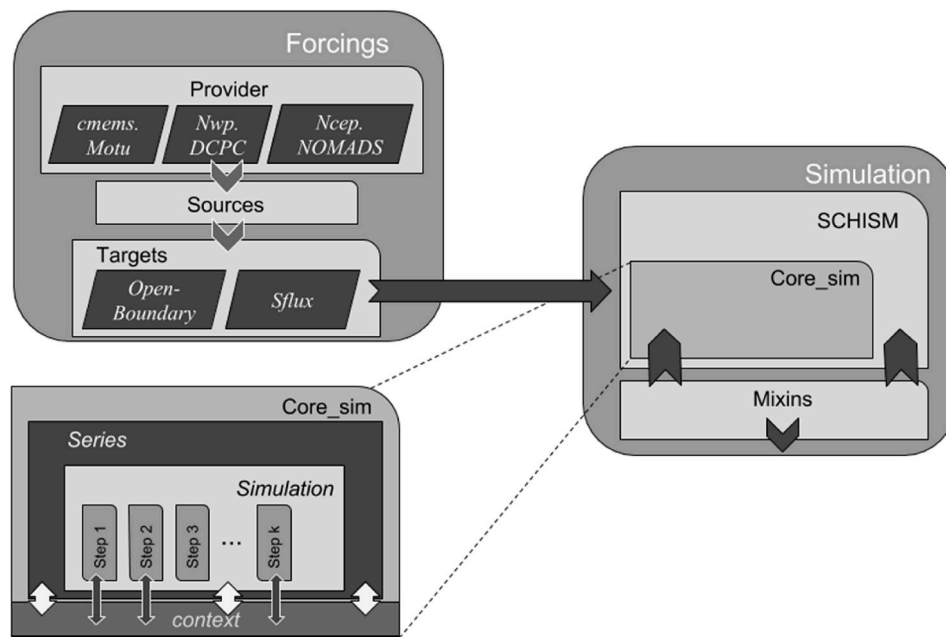 Forcings
Provider
cmems.
Motu
Nwp.
DCPC
Ncep.
NOMADS
Sources
Targets
Open-
Boundary
Sflux
Simulation
SCHISM
Core_sim
Mixins
Core_sim
Series
Simulation
Step 1
Step 2
Step 3
...
Step k
context